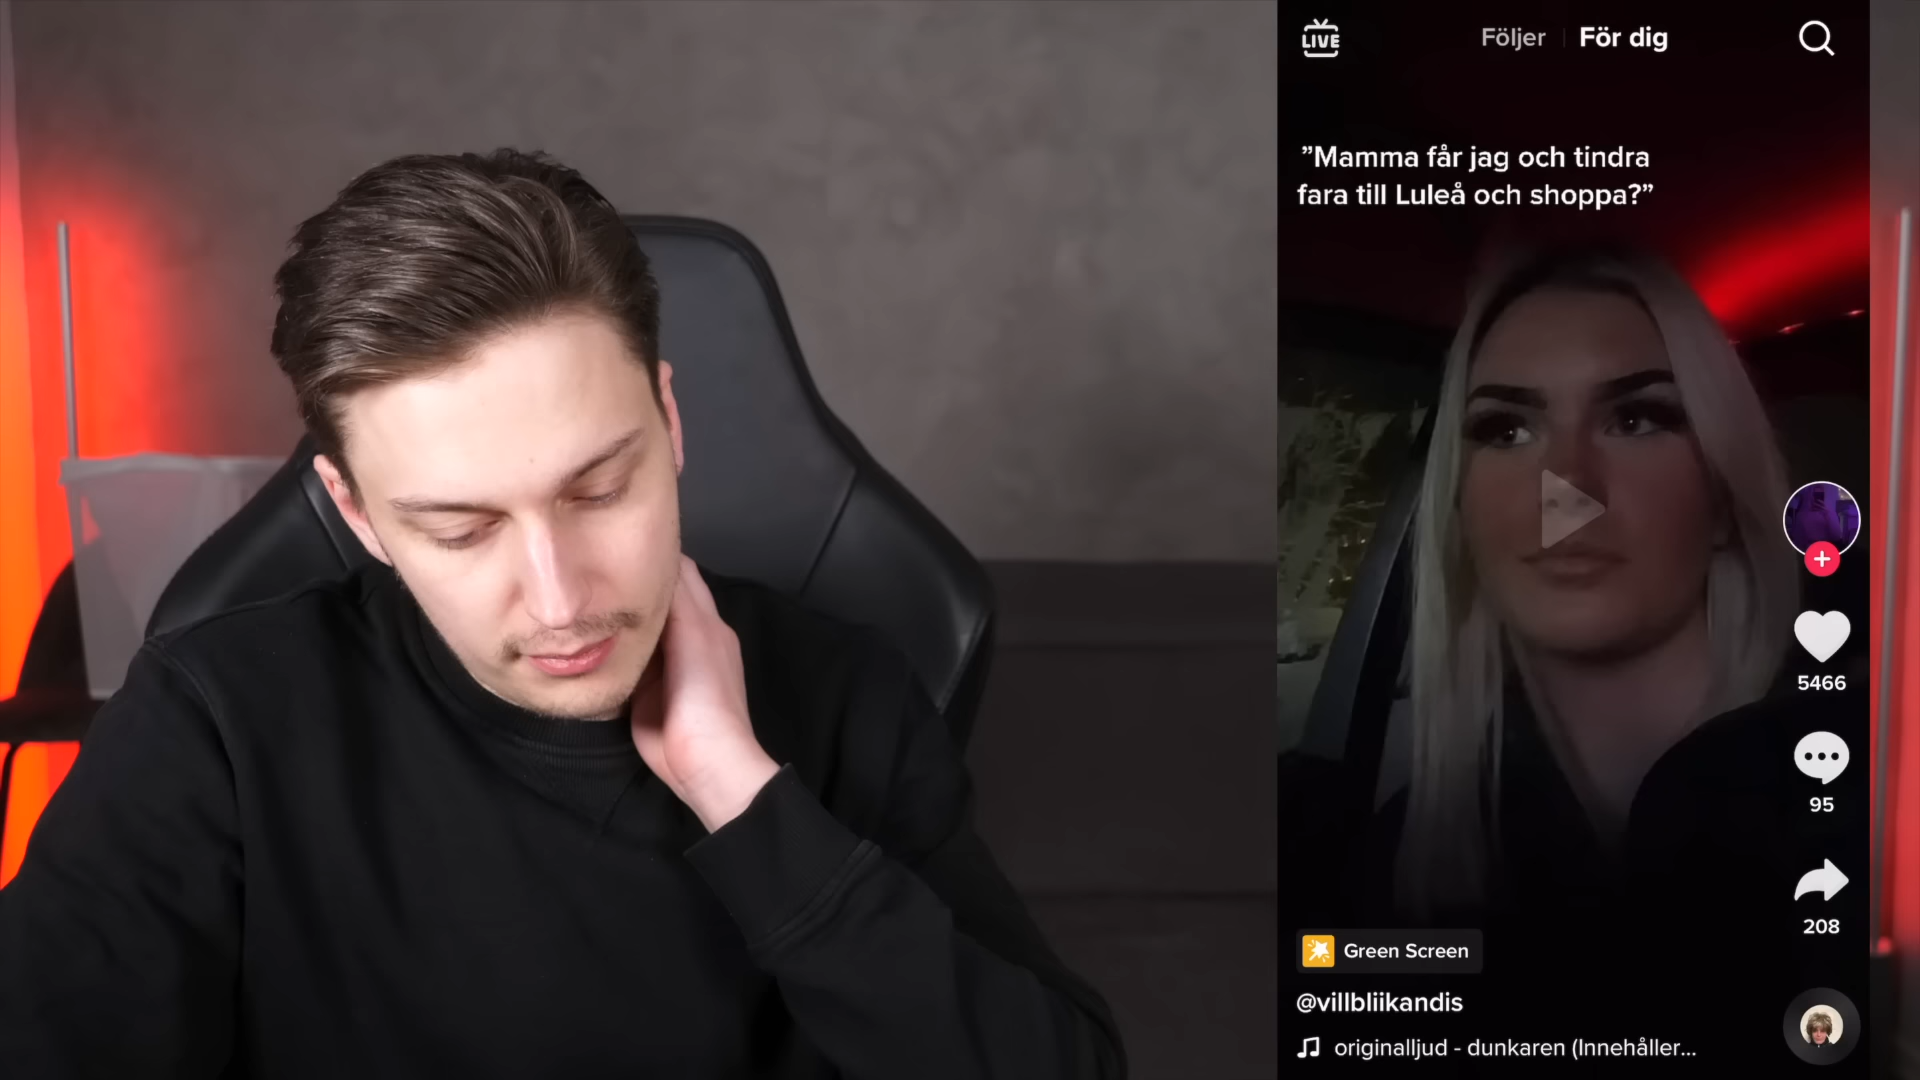 LIVE
Följer
För dig
”Mamma får jag och tindra
fara till Luleå och shoppa?”
5466
95
208
Green Screen
@villbliikandis
originalljud - dunkaren (Innehåller...